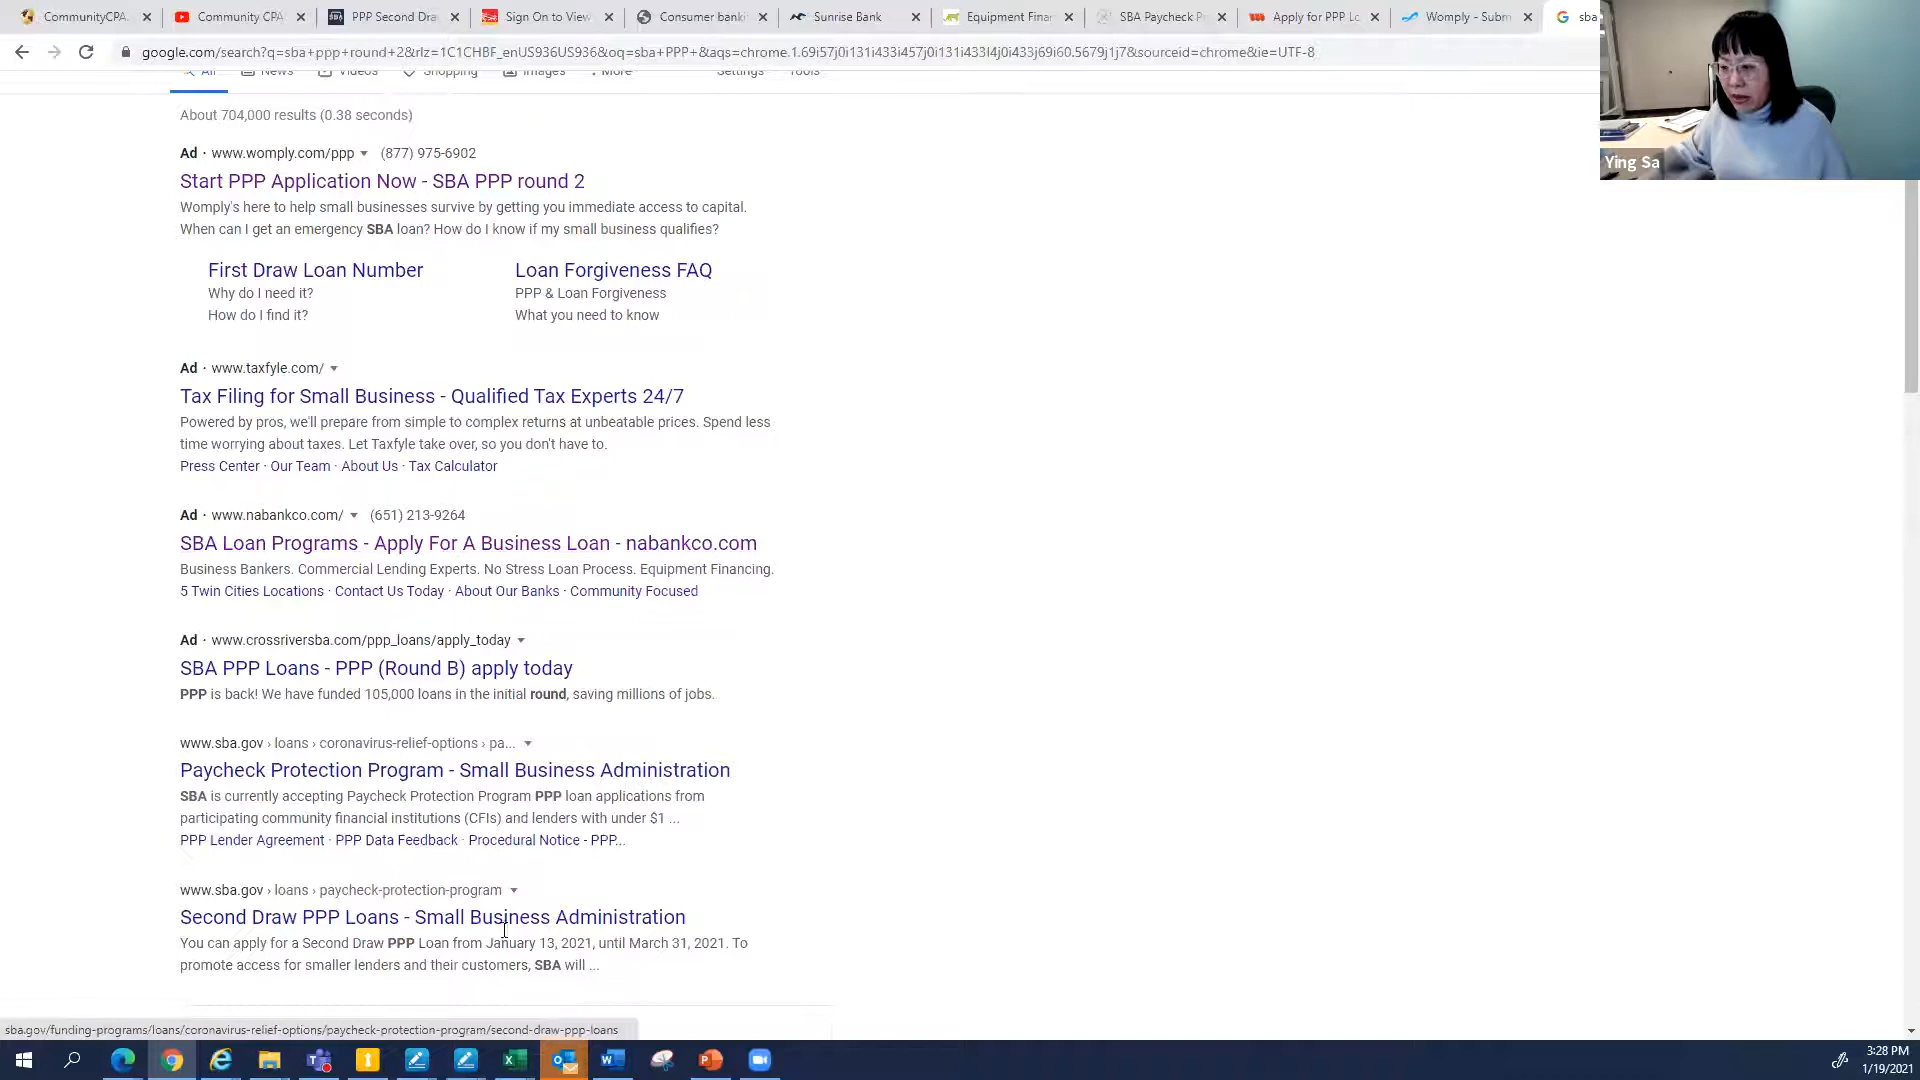 CommunityCPA
Community CPA
PPP Second Dra
Sign On to View
Consumer bank
Sunrise Bank
Equipment Finan
SBA Paycheck P
Apply for PPP Lo
Womply - Subm
sba
google.com/search?q=sba+ppp+round+2&rlz=1C1CHBF_enUS936US936&oq=sba+PPP+&aqs=chrome.1.69i57j0i131i433i457j0i131i433l4j0i433j69i60.5679j1j7&sourceid=chrome&ie=UTF-8
All News Videos Shopping Images More Settings Tools
About 704,000 results (0.38 seconds)
Ad · www.womply.com/ppp (877) 975-6902
Start PPP Application Now - SBA PPP round 2
Womply's here to help small businesses survive by getting you immediate access to capital.
When can I get an emergency SBA loan? How do I know if my small business qualifies?
First Draw Loan Number
Why do I need it?
How do I find it?
Loan Forgiveness FAQ
PPP & Loan Forgiveness
What you need to know
Ad · www.taxfyle.com/
Tax Filing for Small Business - Qualified Tax Experts 24/7
Powered by pros, we'll prepare from simple to complex returns at unbeatable prices. Spend less
time worrying about taxes. Let Taxfyle take over, so you don't have to.
Press Center · Our Team · About Us · Tax Calculator
Ad · www.nabankco.com/ (651) 213-9264
SBA Loan Programs - Apply For A Business Loan - nabankco.com
Business Bankers. Commercial Lending Experts. No Stress Loan Process. Equipment Financing.
5 Twin Cities Locations · Contact Us Today · About Our Banks · Community Focused
Ad · www.crossriversba.com/ppp_loans/apply_today
SBA PPP Loans - PPP (Round B) apply today
PPP is back! We have funded 105,000 loans in the initial round, saving millions of jobs.
www.sba.gov › loans › coronavirus-relief-options › pa...
Paycheck Protection Program - Small Business Administration
SBA is currently accepting Paycheck Protection Program PPP loan applications from
participating community financial institutions (CFIs) and lenders with under $1 ...
PPP Lender Agreement · PPP Data Feedback · Procedural Notice - PPP...
www.sba.gov › loans › paycheck-protection-program
Second Draw PPP Loans - Small Business Administration
You can apply for a Second Draw PPP Loan from January 13, 2021, until March 31, 2021. To
promote access for smaller lenders and their customers, SBA will ...
sba.gov/funding-programs/loans/coronavirus-relief-options/paycheck-protection-program/second-draw-ppp-loans
Ying Sa
3:28 PM
1/19/2021